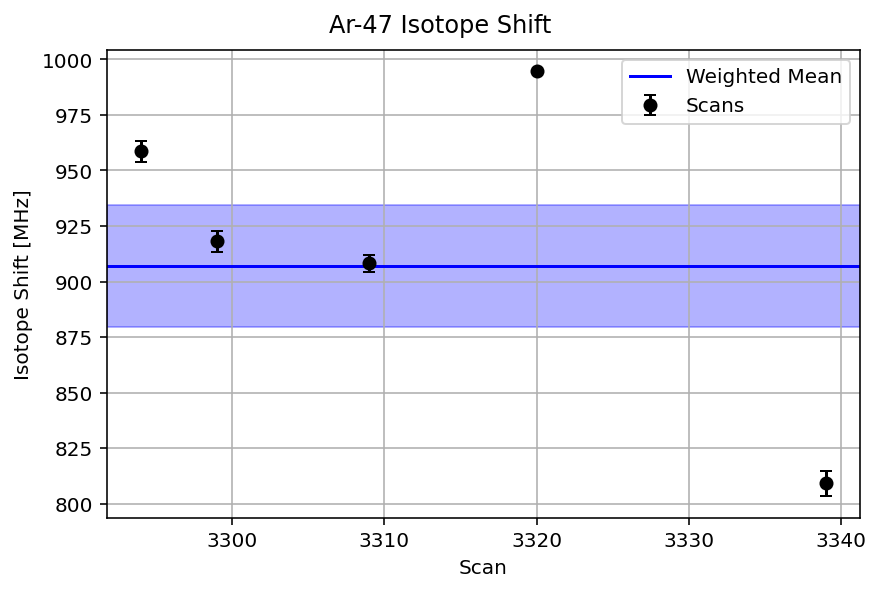 Ar-47 Isotope Shift
Weighted Mean
Scans
Isotope Shift [MHz]
1000
975
950
925
900
875
850
825
800
3300 3310 3320 3330 3340
Scan